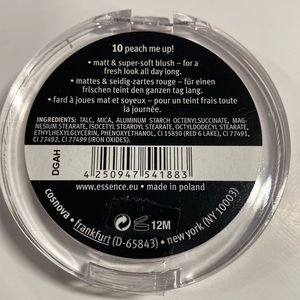 10 peach me up!
• matt & super-soft blush – for a
fresh look all day long.
• mattes & seidig-zartes rouge – für einen
frischen teint den ganzen tag lang.
• fard à joues mat et soyeux – pour un teint frais toute
la journée.
INGREDIENTS: TALC, MICA, ALUMINUM STARCH OCTENYLSUCCINATE, MAG-
NESIUM STEARATE, ISOCETYL STEAROYL STEARATE, OCTYLDODECYL STEARATE,
ETHYLHEXYLGLYCERIN, PHENOXYETHANOL, CI 15850 (RED 6 LAKE), CI 77491,
CI 77492, CI 77499 (IRON OXIDES).
DGAH
4 250947 541883
www.essence.eu • made in poland
12M
cosnova • frankfurt (D-65843) • new york (NY 10003)